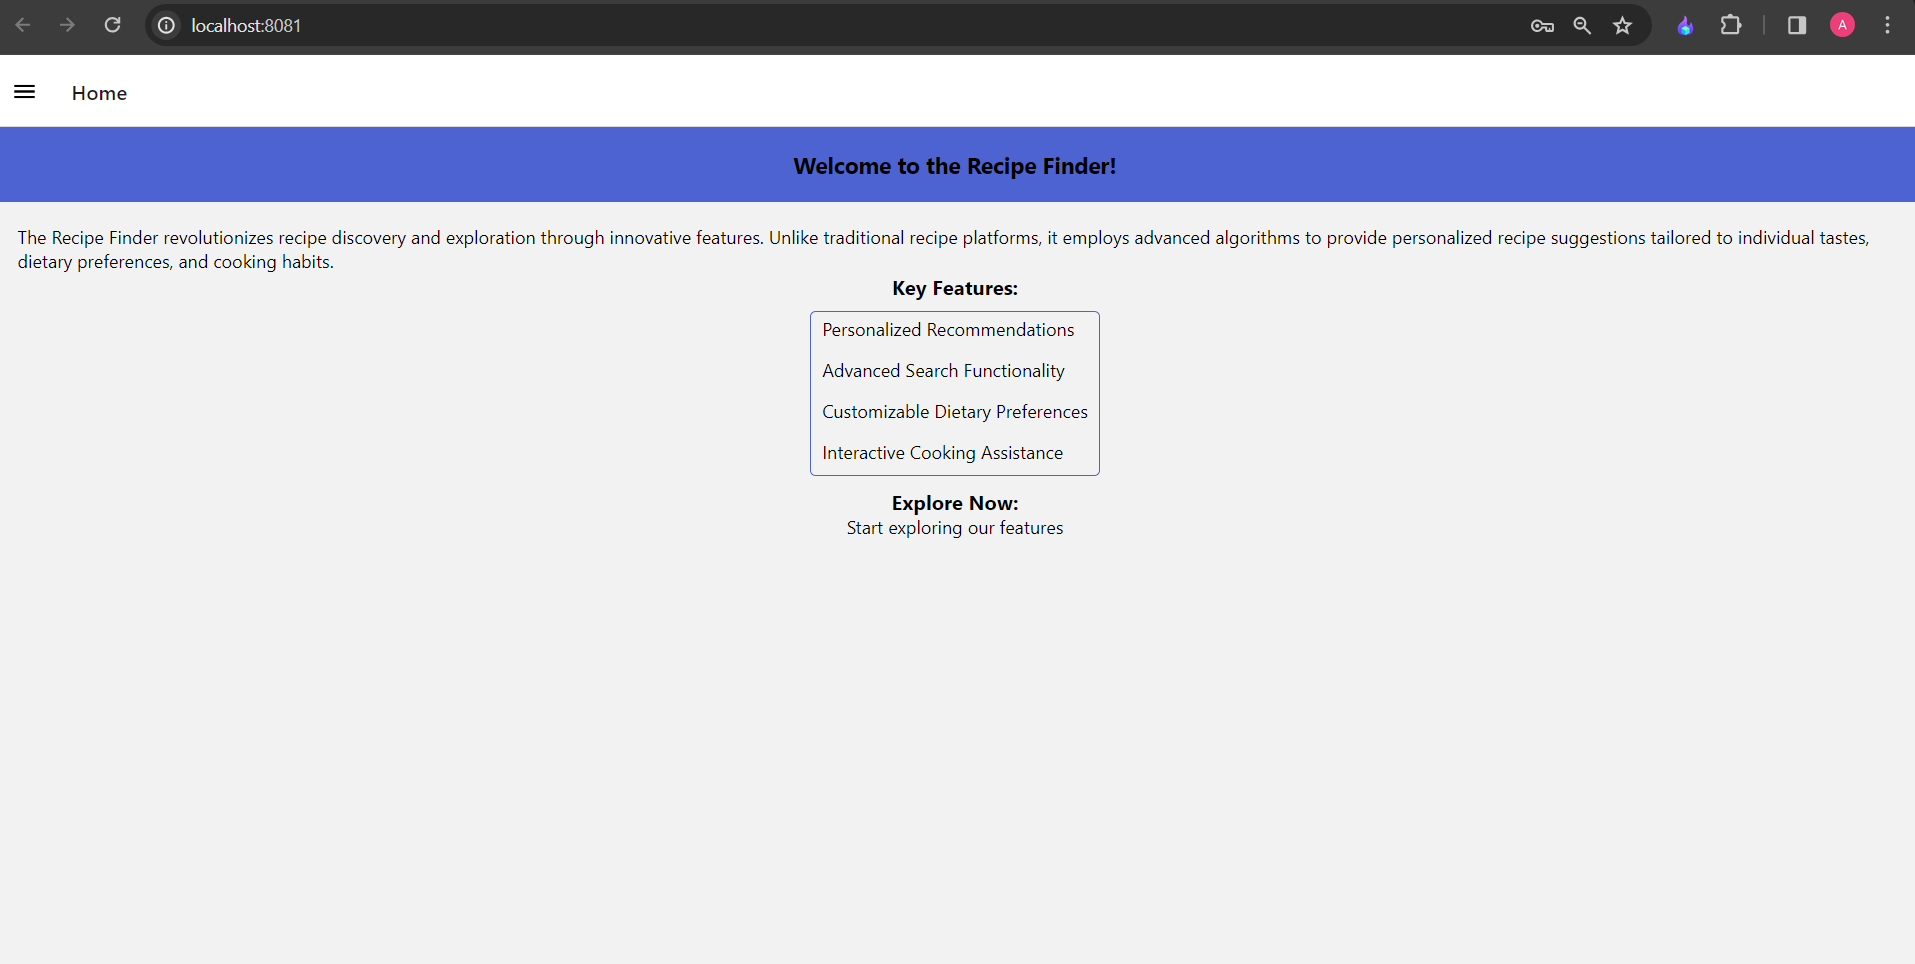 localhost:8081
A
Home
Welcome to the Recipe Finder!
The Recipe Finder revolutionizes recipe discovery and exploration through innovative features. Unlike traditional recipe platforms, it employs advanced algorithms to provide personalized recipe suggestions tailored to individual tastes,
dietary preferences, and cooking habits.
Key Features:
Personalized Recommendations
Advanced Search Functionality
Customizable Dietary Preferences
Interactive Cooking Assistance
Explore Now:
Start exploring our features